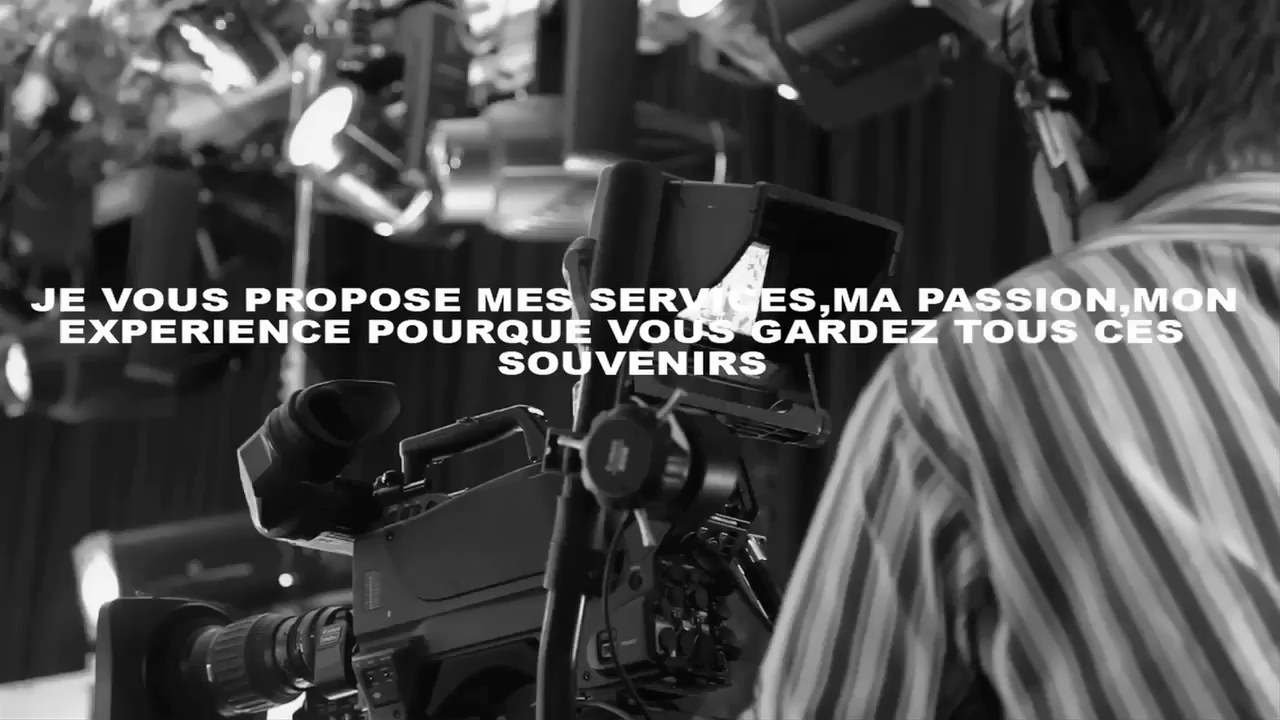 JE VOUS PROPOSE MES SERVICES,MA PASSION,MON
EXPERIENCE POURQUE VOUS GARDEZ TOUS CES
SOUVENIRS